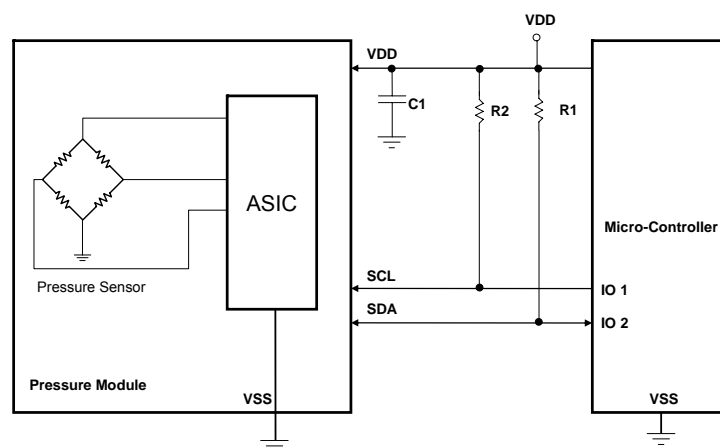 VDD
VDD
C1
R2
R1
ASIC
Micro-Controller
Pressure Sensor
SCL
IO 1
SDA
IO 2
Pressure Module
VSS
VSS